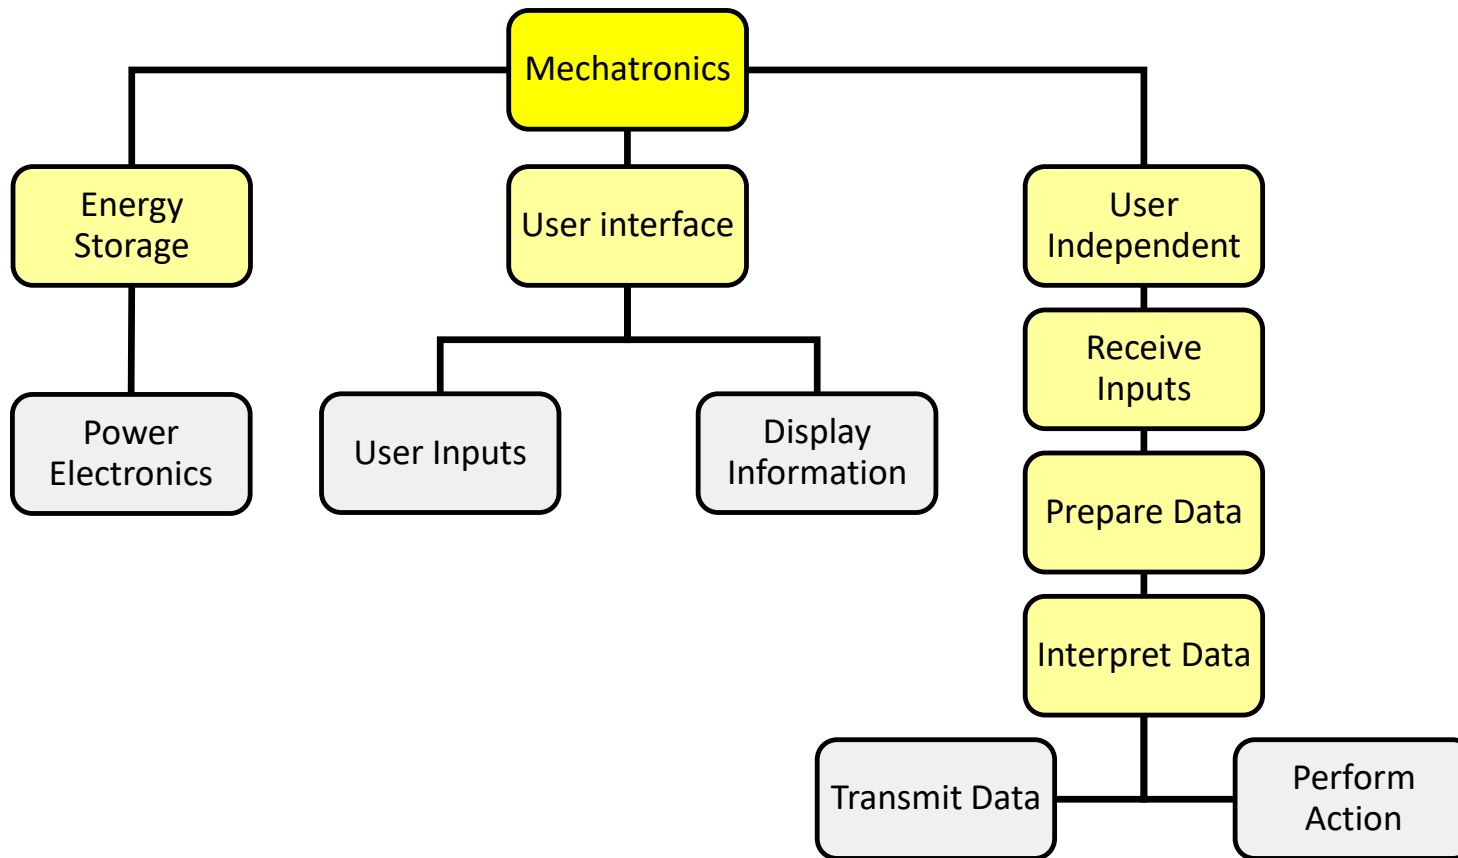 Mechatronics
Energy
Storage
User interface
User
Independent
Receive
Inputs
Power
Electronics
User Inputs
Display
Information
Prepare Data
Interpret Data
Transmit Data
Perform
Action